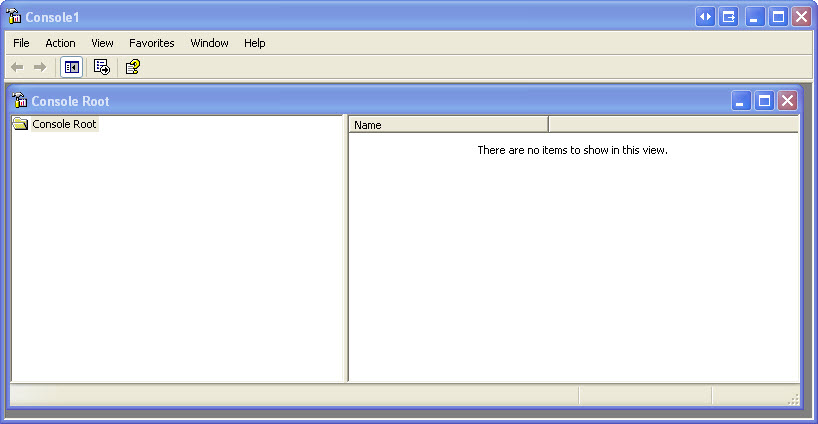 Console1
File Action View Favorites Window Help
Console Root
Console Root
Name
There are no items to show in this view.